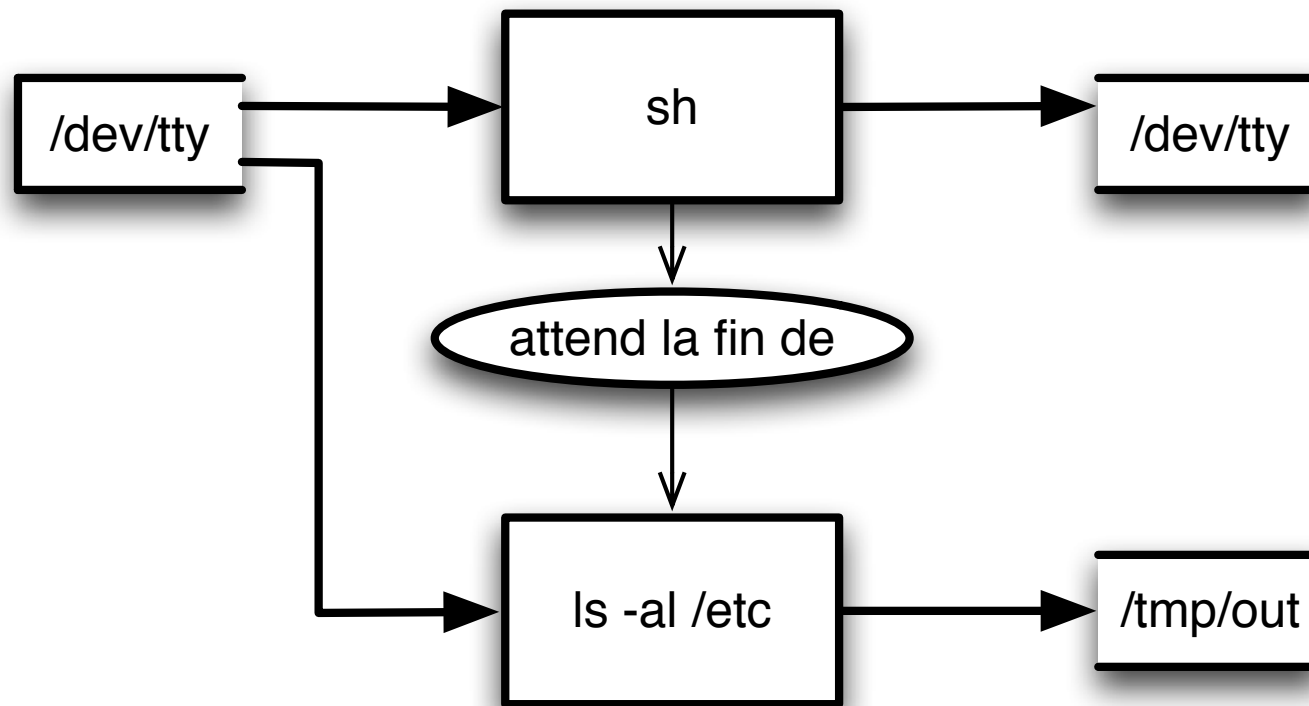 /dev/tty
sh
/dev/tty
attend la fin de
ls -al /etc
/tmp/out